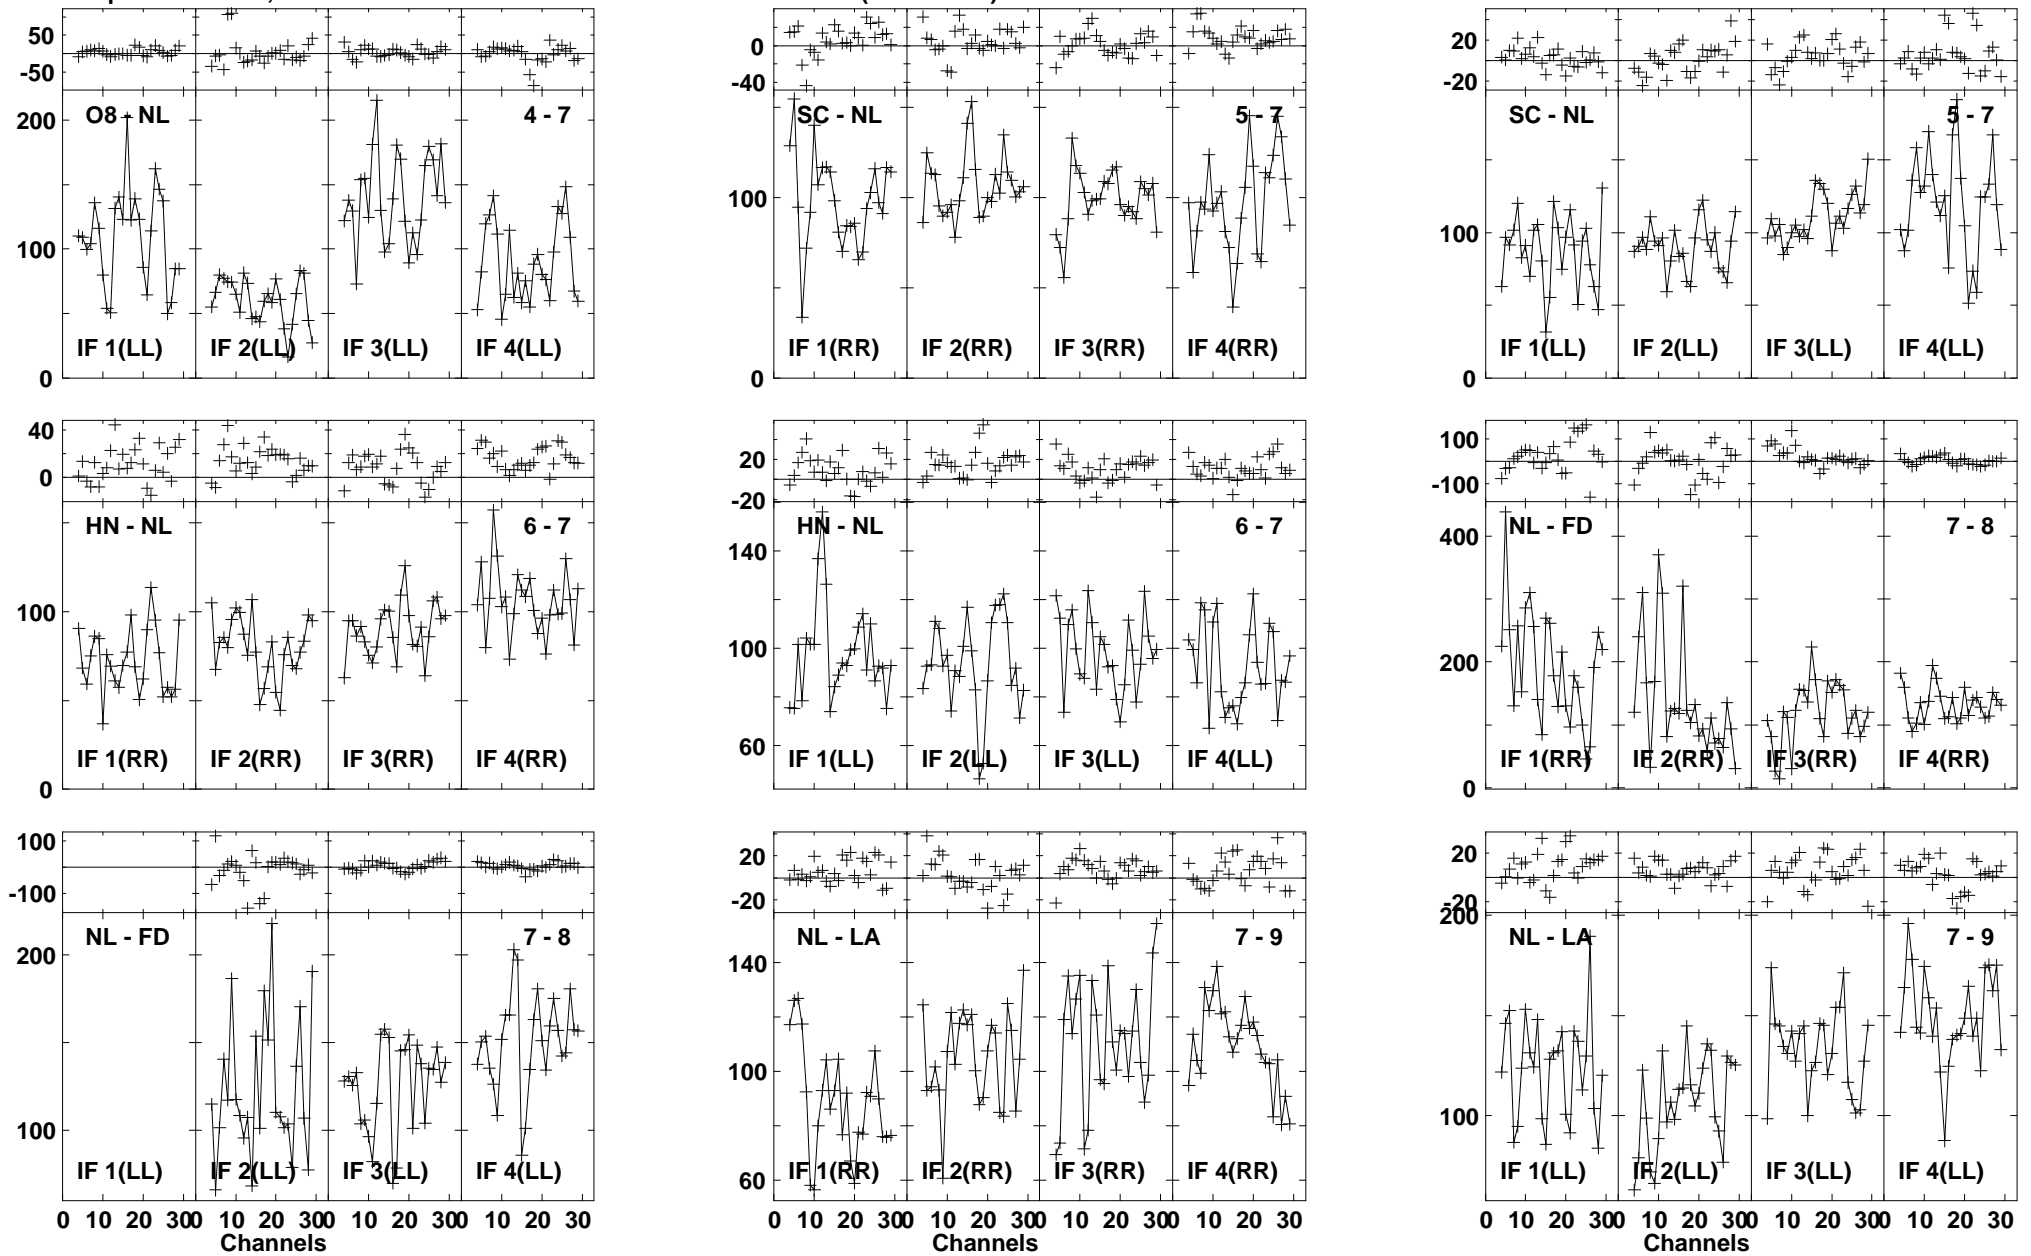 50
-50
200
100
0
O8 - NL
4 - 7
IF 1(LL)
IF 2(LL)
IF 3(LL)
IF 4(LL)
40
0
-40
100
SC - NL
5 - 7
IF 1(RR)
IF 2(RR)
IF 3(RR)
IF 4(RR)
20
-20
100
0
SC - NL
5 - 7
IF 1(LL)
IF 2(LL)
IF 3(LL)
IF 4(LL)
40
0
100
0
HN - NL
6 - 7
IF 1(RR)
IF 2(RR)
IF 3(RR)
IF 4(RR)
20
-20
140
100
60
HN - NL
6 - 7
IF 1(LL)
IF 2(LL)
IF 3(LL)
IF 4(LL)
100
-100
400
200
0
NL - FD
7 - 8
IF 1(RR)
IF 2(RR)
IF 3(RR)
IF 4(RR)
100
-100
200
100
NL - FD
7 - 8
IF 1(LL)
IF 2(LL)
IF 3(LL)
IF 4(LL)
0 10 20 30 0 10 20 30 0 10 20 30 0 10 20 30
Channels
20
-20
140
100
60
NL - LA
7 - 9
IF 1(RR)
IF 2(RR)
IF 3(RR)
IF 4(RR)
0 10 20 30 0 10 20 30 0 10 20 30 0 10 20 30
Channels
20
-20
200
100
NL - LA
7 - 9
IF 1(LL)
IF 2(LL)
IF 3(LL)
IF 4(LL)
0 10 20 30 0 10 20 30 0 10 20 30 0 10 20 30
Channels